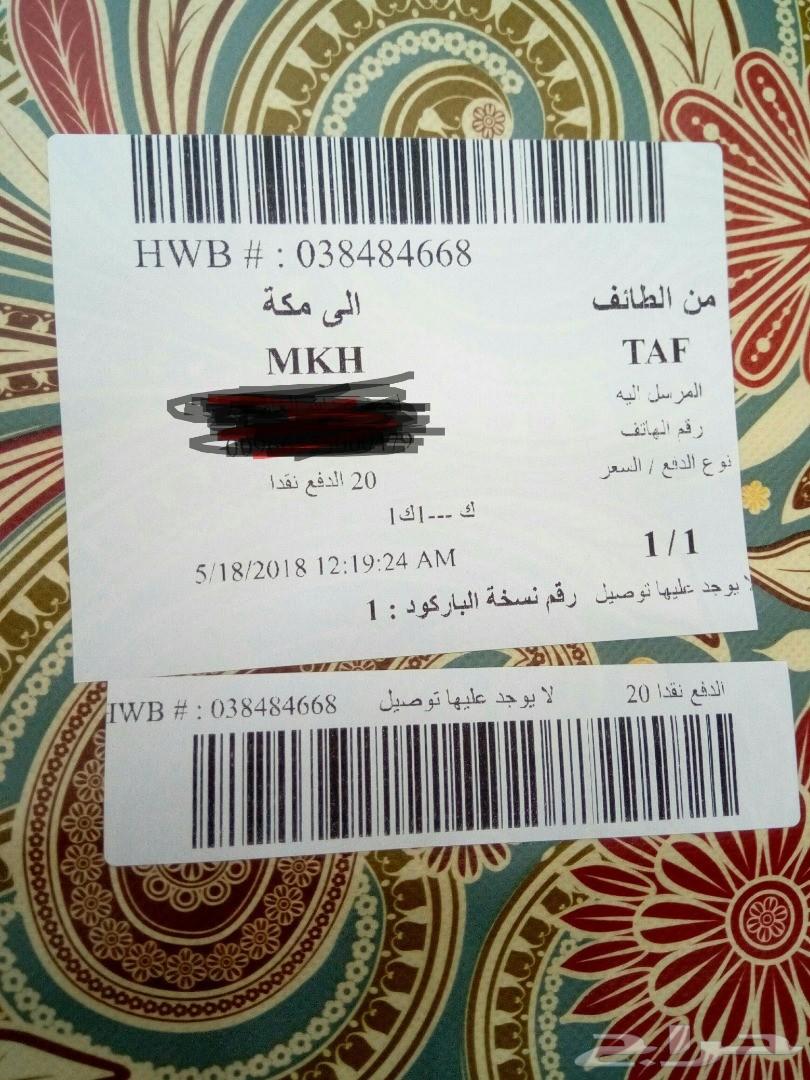 HWB # : 038484668
من الطائف الى مكة
TAF MKH
المرسل اليه
رقم الهاتف
نوع الدفع / السعر 20 الدفع نقدا
ك ---اك1
1/1
5/18/2018 12:19:24 AM
لا يوجد عليها توصيل رقم نسخة الباركود : 1
HWB # : 038484668 لا يوجد عليها توصيل الدفع نقدا 20
حراج